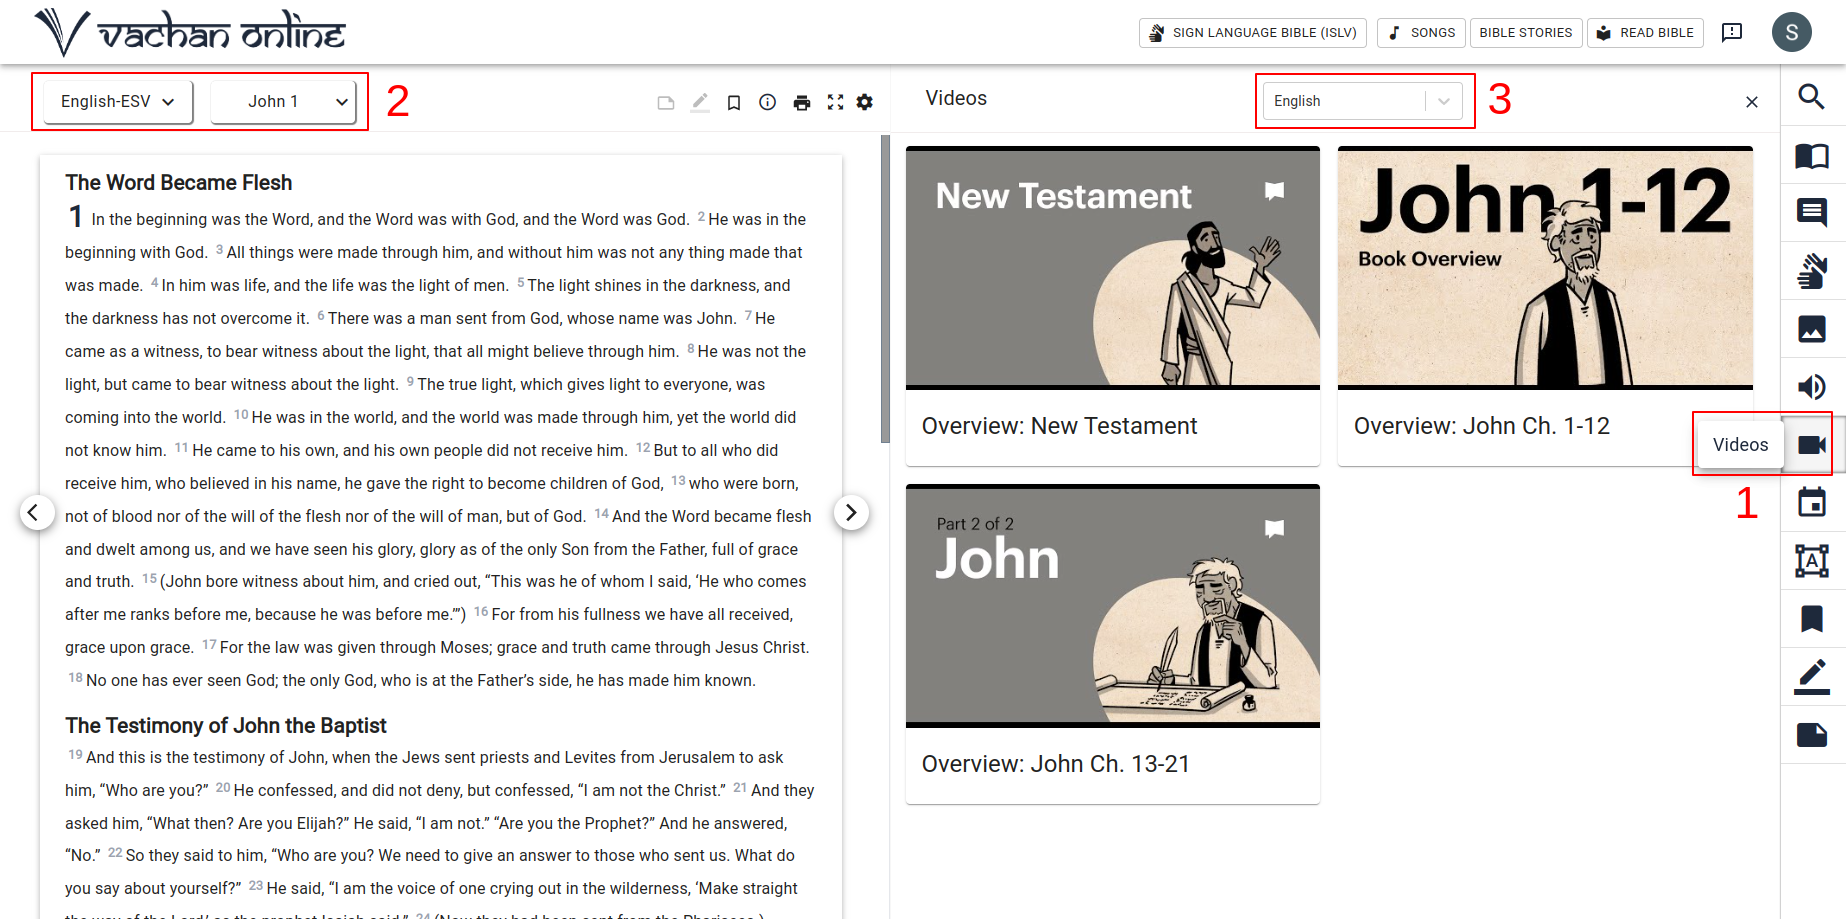 vachan online
SIGN LANGUAGE BIBLE (ISLV)
SONGS
BIBLE STORIES
READ BIBLE
S
English-ESV
John 1
2
The Word Became Flesh
1 In the beginning was the Word, and the Word was with God, and the Word was God. 2 He was in the
beginning with God. 3 All things were made through him, and without him was not any thing made that
was made. 4 In him was life, and the life was the light of men. 5 The light shines in the darkness, and
the darkness has not overcome it. 6 There was a man sent from God, whose name was John. 7 He
came as a witness, to bear witness about the light, that all might believe through him. 8 He was not the
light, but came to bear witness about the light. 9 The true light, which gives light to everyone, was
coming into the world. 10 He was in the world, and the world was made through him, yet the world did
not know him. 11 He came to his own, and his own people did not receive him. 12 But to all who did
receive him, who believed in his name, he gave the right to become children of God, 13 who were born,
not of blood nor of the will of the flesh nor of the will of man, but of God. 14 And the Word became flesh
and dwelt among us, and we have seen his glory, glory as of the only Son from the Father, full of grace
and truth. 15 (John bore witness about him, and cried out, “This was he of whom I said, ‘He who comes
after me ranks before me, because he was before me.’”) 16 For from his fullness we have all received,
grace upon grace. 17 For the law was given through Moses; grace and truth came through Jesus Christ.
18 No one has ever seen God; the only God, who is at the Father’s side, he has made him known.
The Testimony of John the Baptist
19 And this is the testimony of John, when the Jews sent priests and Levites from Jerusalem to ask
him, “Who are you?” 20 He confessed, and did not deny, but confessed, “I am not the Christ.” 21 And they
asked him, “What then? Are you Elijah?” He said, “I am not.” “Are you the Prophet?” And he answered,
“No.” 22 So they said to him, “Who are you? We need to give an answer to those who sent us. What do
you say about yourself?” 23 He said, “I am the voice of one crying out in the wilderness, ‘Make straight
the way of the Lord,’ as the prophet Isaiah said.” 24 (Now they had been sent from the Pharisees.)
Videos
English
3
New Testament
Overview: New Testament
John 1-12
Book Overview
Overview: John Ch. 1-12
Part 2 of 2
John
Overview: John Ch. 13-21
Videos
1
A